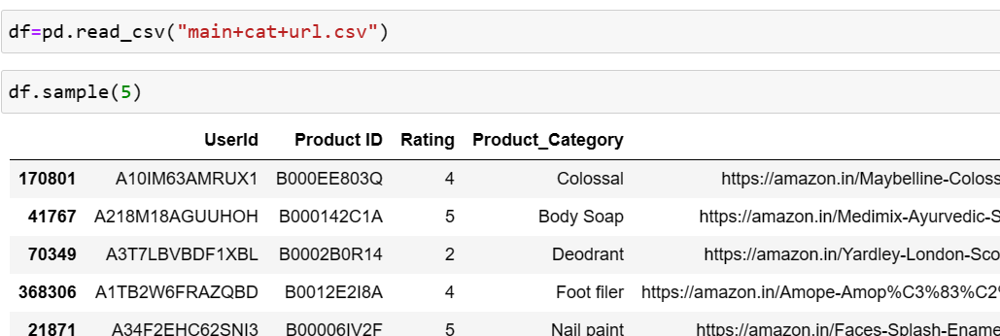 df=pd.read_csv("main+cat+url.csv")
df.sample(5)
UserId Product ID Rating Product_Category
170801 A10IM63AMRUX1 B000EE803Q 4 Colossal https://amazon.in/Maybelline-Coloss
41767 A218M18AGUUHOH B000142C1A 5 Body Soap https://amazon.in/Medimix-Ayurvedic-S
70349 A3T7LBVBDF1XBL B0002B0R14 2 Deodrant https://amazon.in/Yardley-London-Sco
368306 A1TB2W6FRAZQBD B0012E2I8A 4 Foot filer https://amazon.in/Amope-Amop%C3%83%C2%
21871 A34F2EHC62SNI3 B00006IV2F 5 Nail paint https://amazon.in/Faces-Splash-Ename